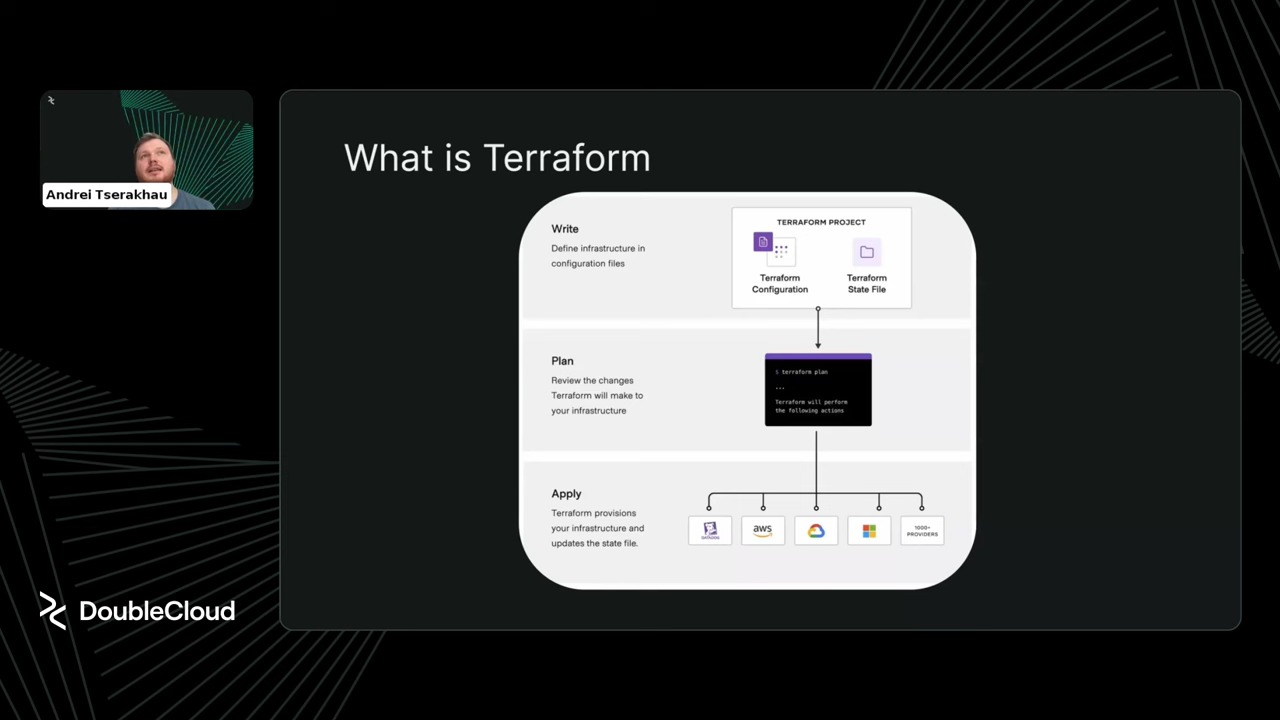 What is Terraform
Write
Define infrastructure in
configuration files
TERRAFORM PROJECT
Terraform
Configuration
Terraform
State File
Plan
Review the changes
Terraform will make to
your infrastructure
$ terraform plan
...
Terraform will perform
the following actions
Apply
Terraform provisions
your infrastructure and
updates the state file.
DATADOG
aws
1000+
PROVIDERS
Andrei Tserakhau
DoubleCloud